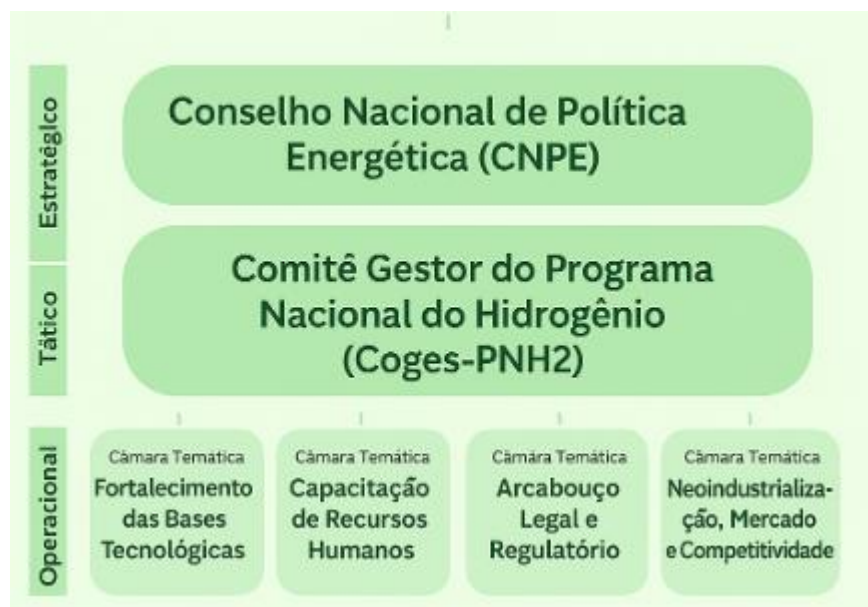 Estratégico
Conselho Nacional de Política
Energética (CNPE)
Tático
Comitê Gestor do Programa
Nacional do Hidrogênio
(Coges-PNH2)
Operacional
Câmara Temática
Fortalecimento
das Bases
Tecnológicas
Câmara Temática
Capacitação
de Recursos
Humanos
Câmára Temática
Arcabouço
Legal e
Regulatório
Câmara Temática
Neoindustrializa-
ção, Mercado
e Competitividade